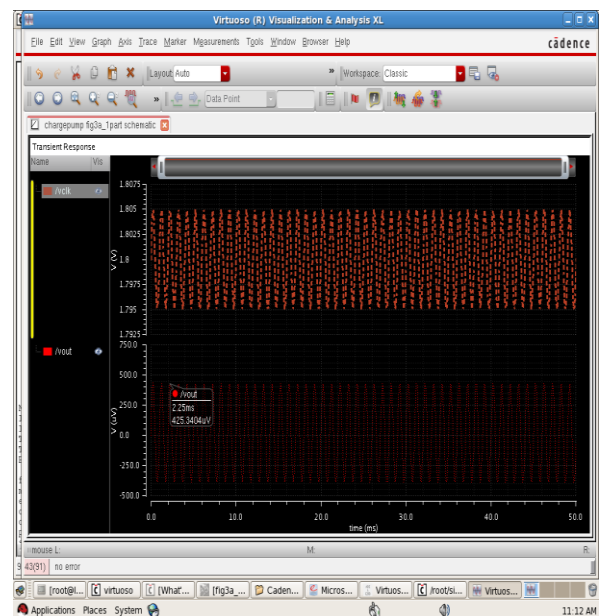 Virtuoso (R) Visualization & Analysis XL
File Edit View Graph Axis Trace Marker Measurements Tools Window Browser Help
cādence
Layout: Auto
» Workspace: Classic
» Data Point
chargepump fig3a_1part schematic
Transient Response
Name Vis
/vclk
1.8075
1.805
1.8025
1.8
1.7975
1.795
1.7925
V (V)
/vout
750.0
500.0
250.0
0.0
-250.0
-500.0
V (uV)
/vout
2.25ms
425.3404uV
0.0 10.0 20.0 30.0 40.0 50.0
time (ms)
mouse L: M: R:
43(91) no error
[root@l... virtuoso [What'... [fig3a_... Caden... Micros... Virtuos... /root/si... Virtuos...
Applications Places System 11:12 AM